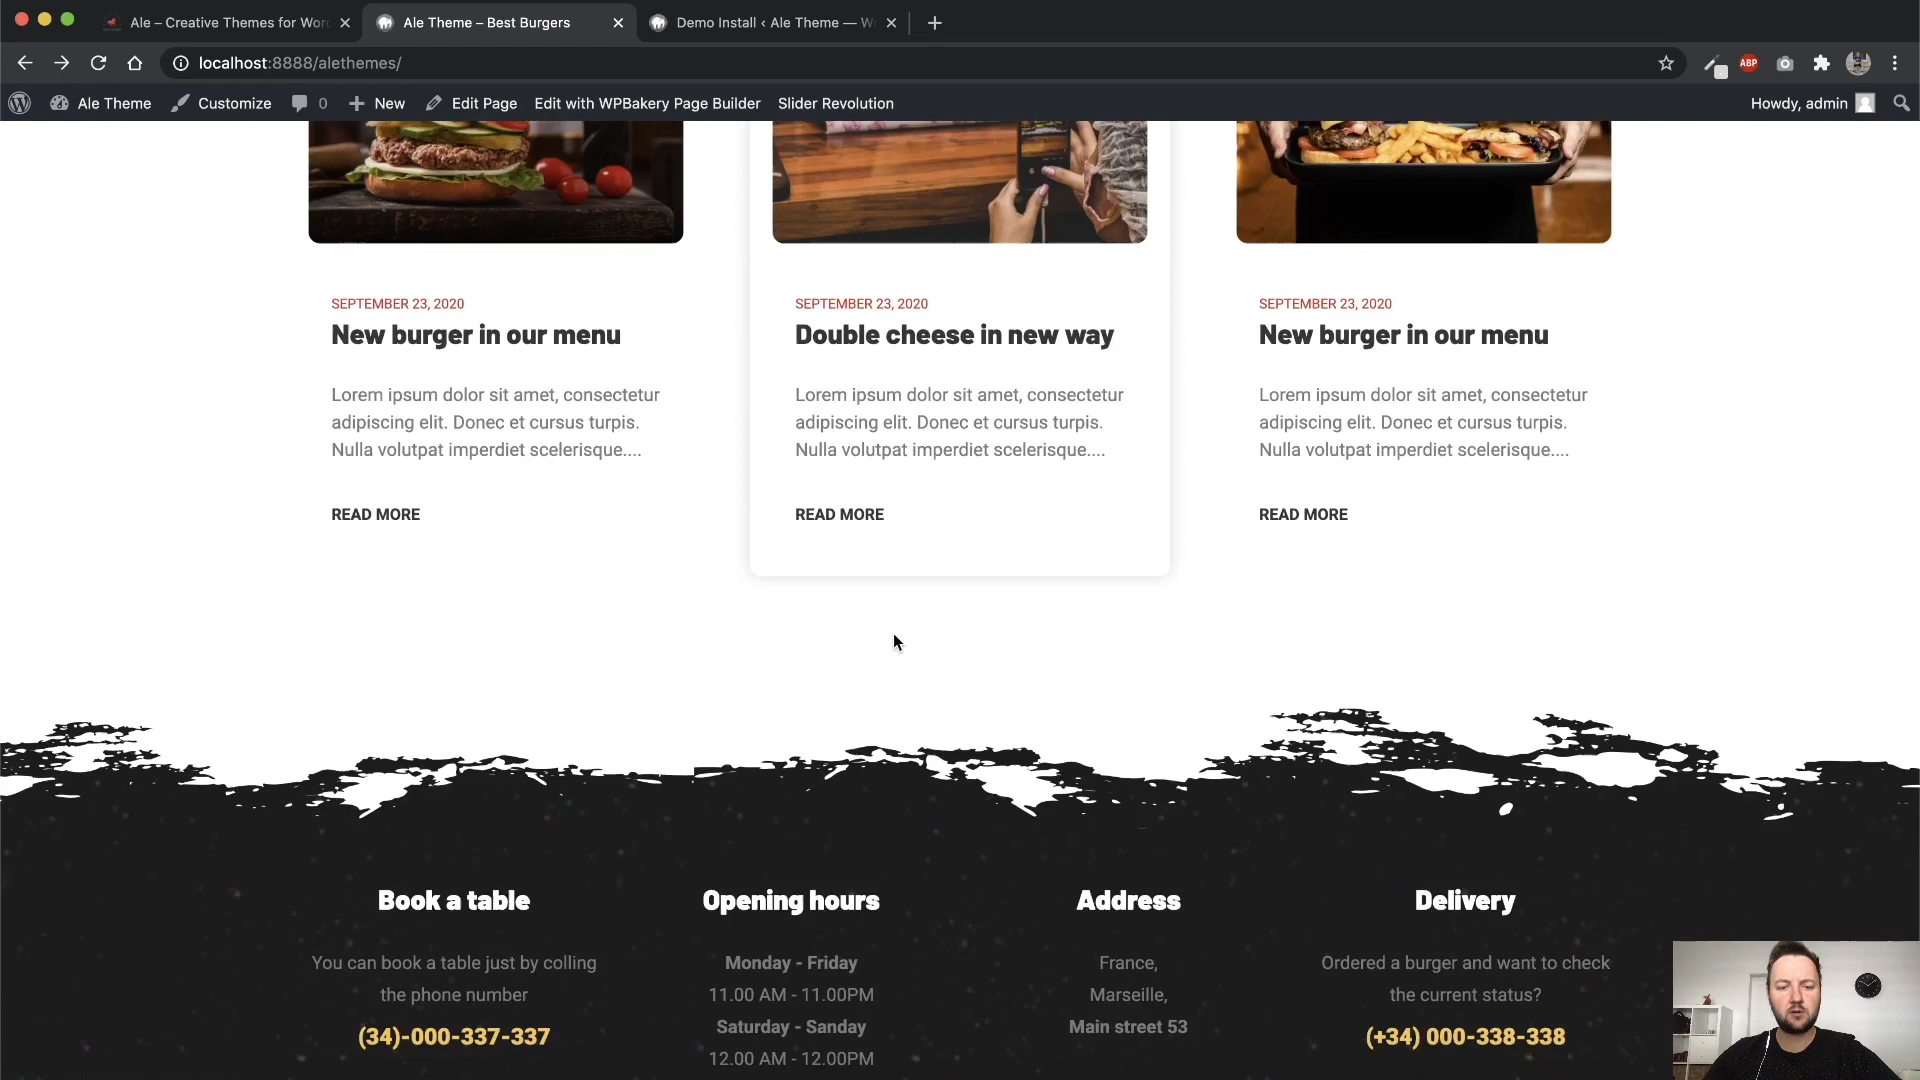 Ale – Creative Themes for Wor
Ale Theme – Best Burgers
Demo Install ‹ Ale Theme — W
localhost:8888/alethemes/
ABP
Ale Theme
Customize
0
New
Edit Page
Edit with WPBakery Page Builder
Slider Revolution
Howdy, admin
SEPTEMBER 23, 2020
New burger in our menu
Lorem ipsum dolor sit amet, consectetur
adipiscing elit. Donec et cursus turpis.
Nulla volutpat imperdiet scelerisque....
READ MORE
SEPTEMBER 23, 2020
Double cheese in new way
Lorem ipsum dolor sit amet, consectetur
adipiscing elit. Donec et cursus turpis.
Nulla volutpat imperdiet scelerisque....
READ MORE
SEPTEMBER 23, 2020
New burger in our menu
Lorem ipsum dolor sit amet, consectetur
adipiscing elit. Donec et cursus turpis.
Nulla volutpat imperdiet scelerisque....
READ MORE
Book a table
You can book a table just by colling
the phone number
(34)-000-337-337
Opening hours
Monday - Friday
11.00 AM - 11.00PM
Saturday - Sanday
12.00 AM - 12.00PM
Address
France,
Marseille,
Main street 53
Delivery
Ordered a burger and want to check
the current status?
(+34) 000-338-338